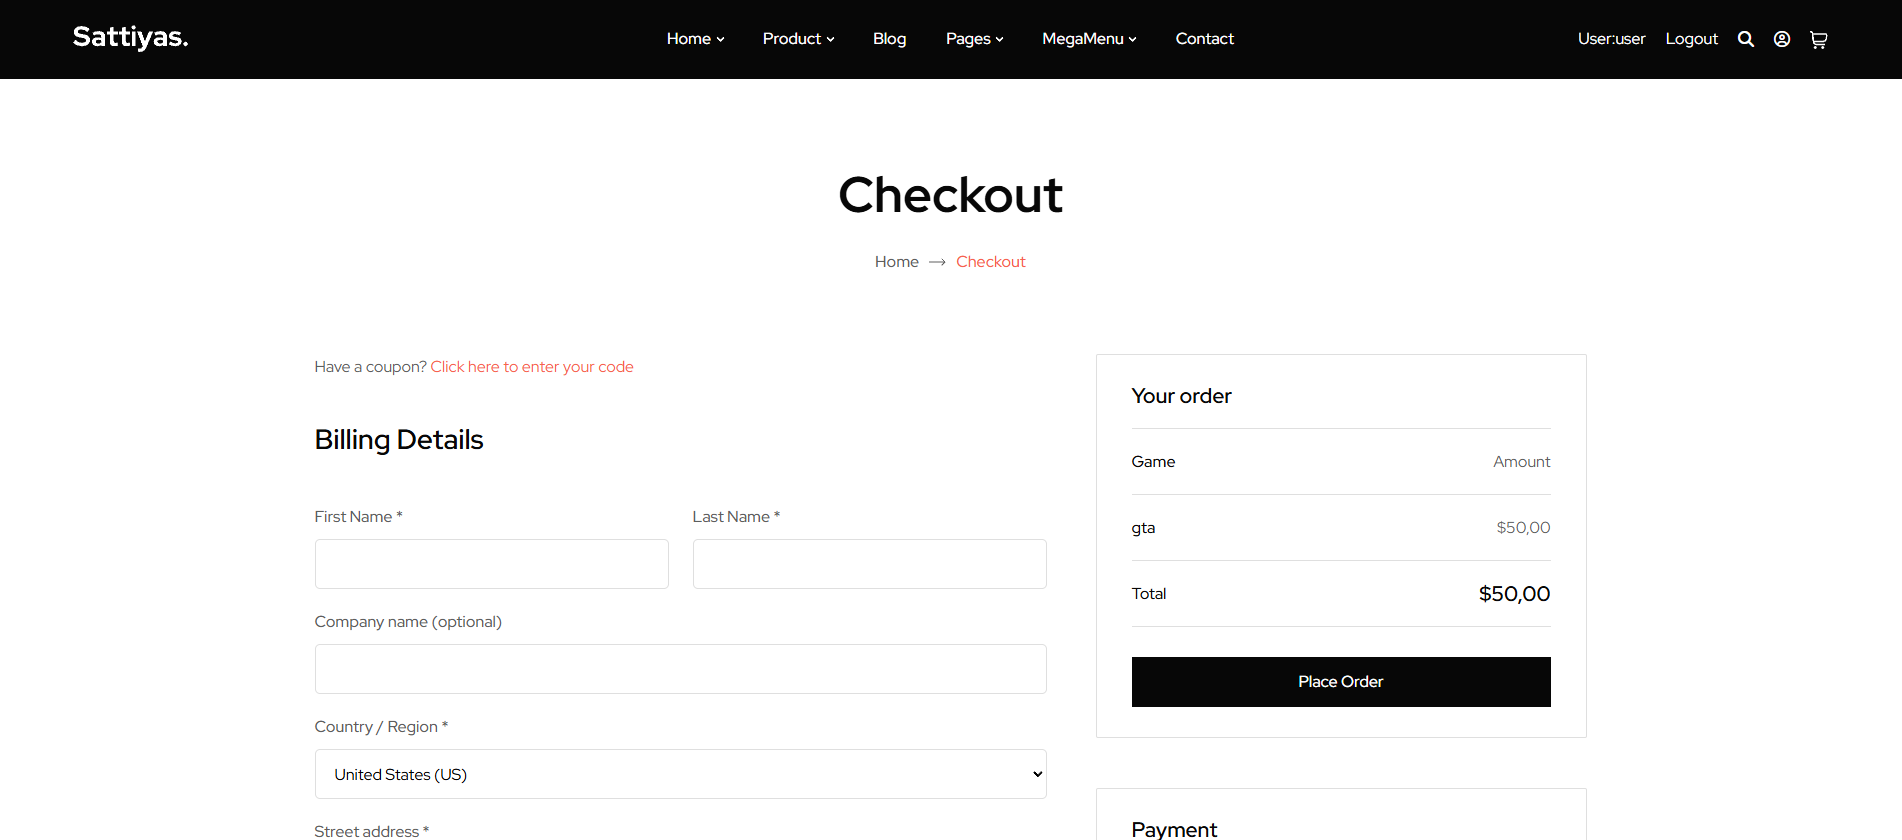 Sattiyas.
Home Product Blog Pages MegaMenu Contact
User:user Logout
Checkout
Home → Checkout
Have a coupon? Click here to enter your code
Billing Details
First Name * Last Name *
Company name (optional)
Country / Region *
United States (US)
Street address *
Your order
Game Amount
gta $50,00
Total $50,00
Place Order
Payment